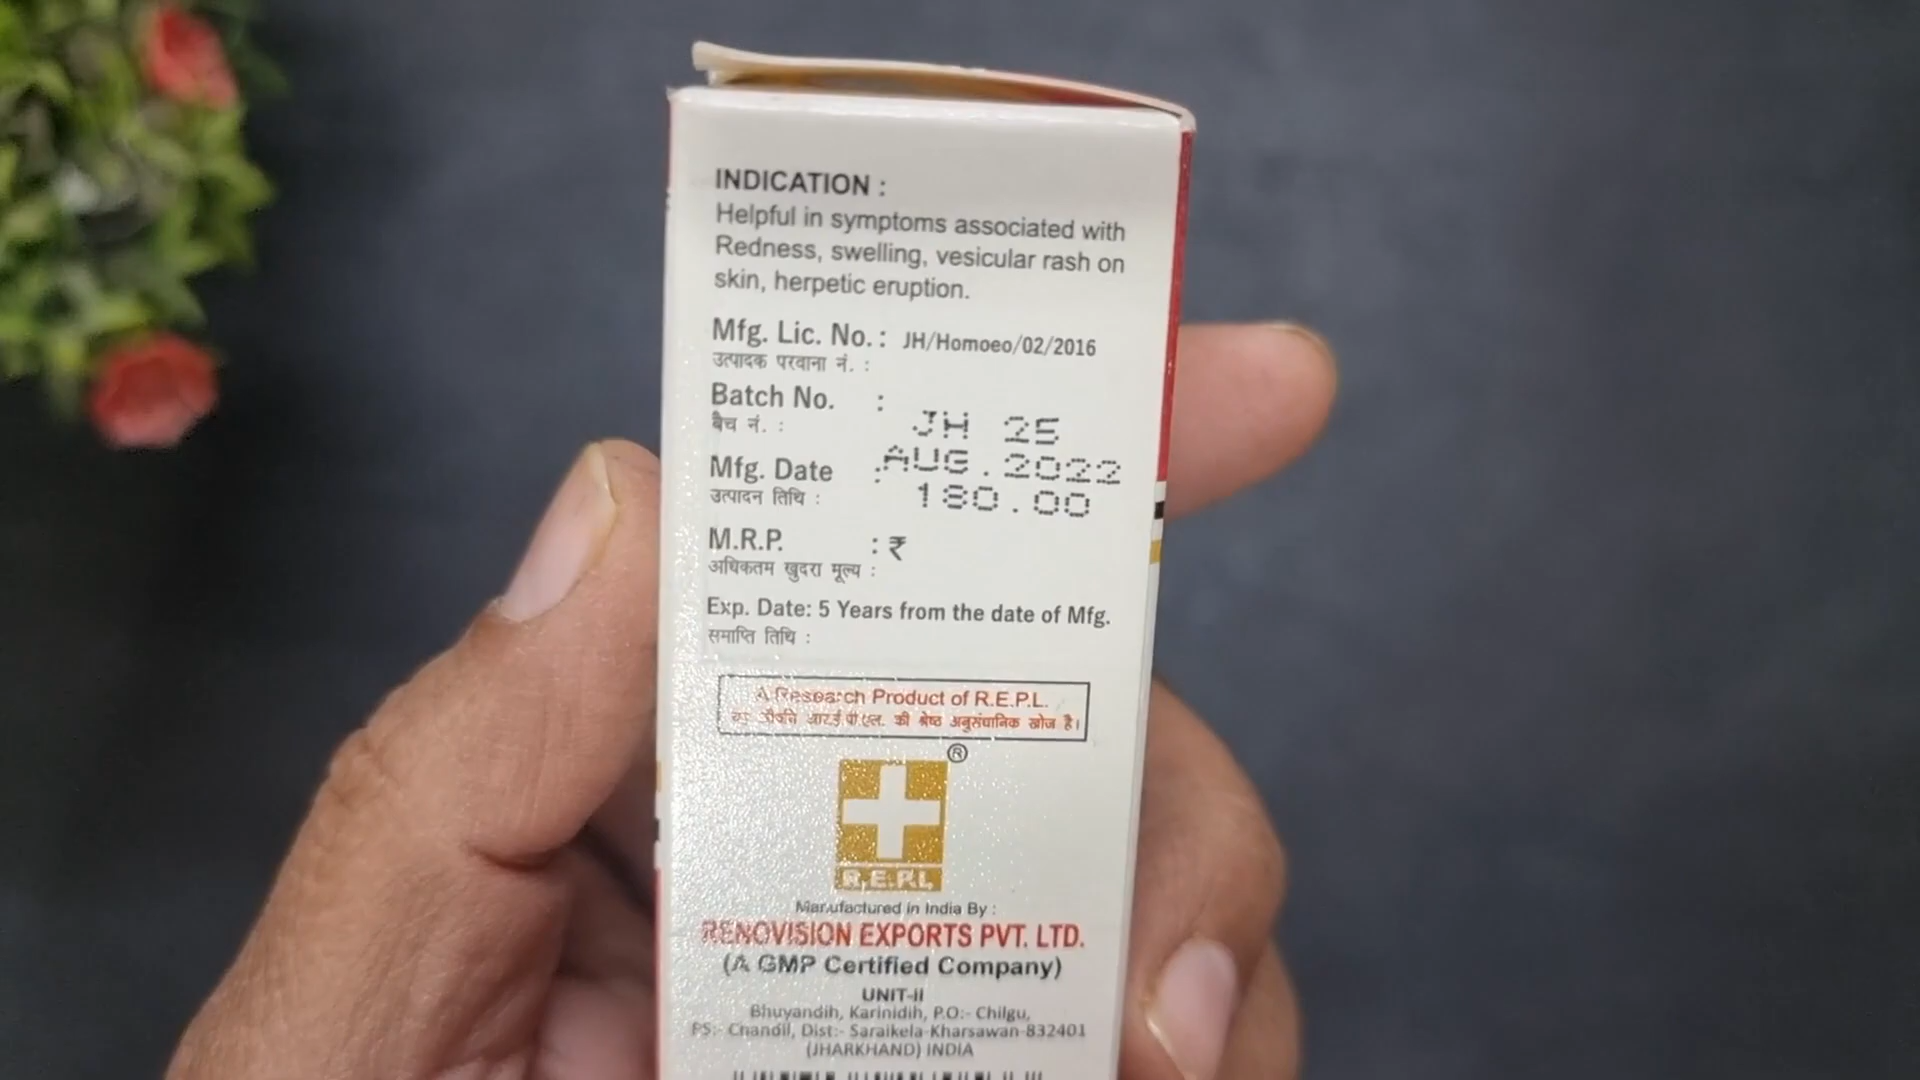 INDICATION :
Helpful in symptoms associated with
Redness, swelling, vesicular rash on
skin, herpetic eruption.
Mfg. Lic. No. : JH/Homoeo/02/2016
उत्पादक परवाना नं. :
Batch No. : JH 25
बैच नं. :
Mfg. Date : AUG.2022
उत्पादन तिथि : 180.00
M.R.P. : ₹
अधिकतम खुदरा मूल्य :
Exp. Date: 5 Years from the date of Mfg.
समाप्ति तिथि :
A Research Product of R.E.P.L.
आर.ई.पी.एल. की श्रेष्ठ अनुसंधानिक खोज है।
®
R.E.P.L
Manufactured in India By :
RENOVISION EXPORTS PVT. LTD.
(A GMP Certified Company)
UNIT-II
Bhuyandih, Karinidih, P.O:- Chilgu,
PS:- Chandil, Dist:- Saraikela-Kharsawan-832401
(JHARKHAND) INDIA